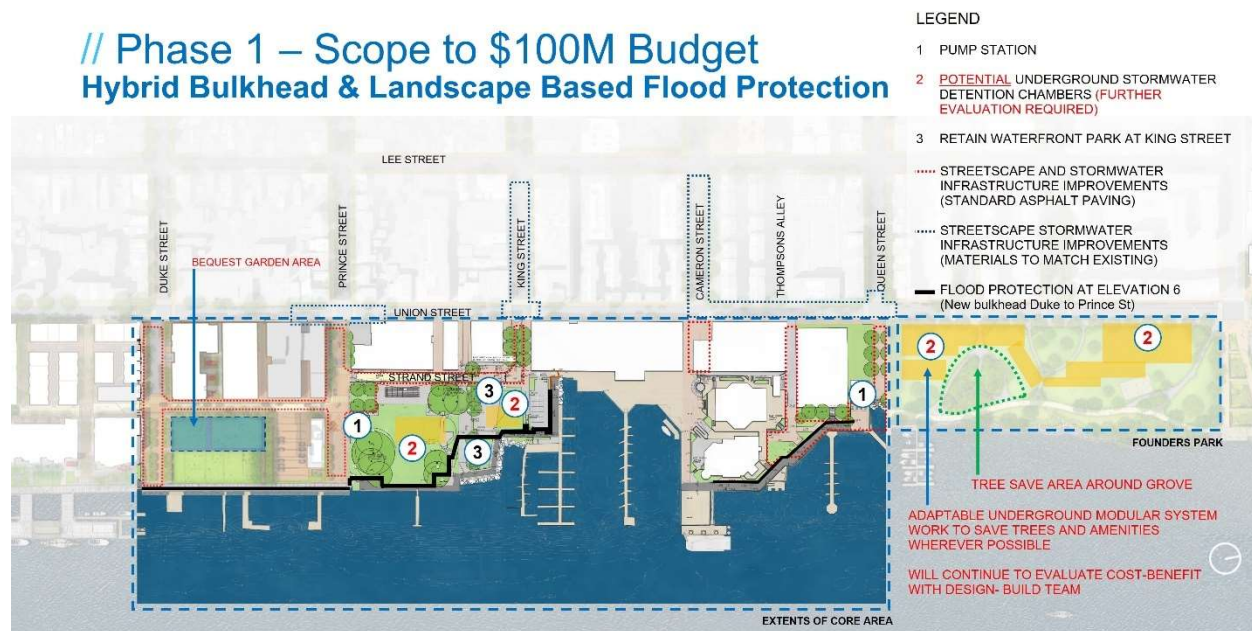 // Phase 1 – Scope to $100M Budget
Hybrid Bulkhead & Landscape Based Flood Protection
LEGEND
1 PUMP STATION
2 POTENTIAL UNDERGROUND STORMWATER
DETENTION CHAMBERS (FURTHER
EVALUATION REQUIRED)
3 RETAIN WATERFRONT PARK AT KING STREET
STREETSCAPE AND STORMWATER
INFRASTRUCTURE IMPROVEMENTS
(STANDARD ASPHALT PAVING)
STREETSCAPE STORMWATER
INFRASTRUCTURE IMPROVEMENTS
(MATERIALS TO MATCH EXISTING)
FLOOD PROTECTION AT ELEVATION 6
(New bulkhead Duke to Prince St)
LEE STREET
DUKE STREET
PRINCE STREET
KING STREET
CAMERON STREET
THOMPSONS ALLEY
QUEEN STREET
BEQUEST GARDEN AREA
UNION STREET
STRAND STREET
1
2
3
2
3
1
2
2
FOUNDERS PARK
TREE SAVE AREA AROUND GROVE
ADAPTABLE UNDERGROUND MODULAR SYSTEM
WORK TO SAVE TREES AND AMENITIES
WHEREVER POSSIBLE
WILL CONTINUE TO EVALUATE COST-BENEFIT
WITH DESIGN- BUILD TEAM
EXTENTS OF CORE AREA